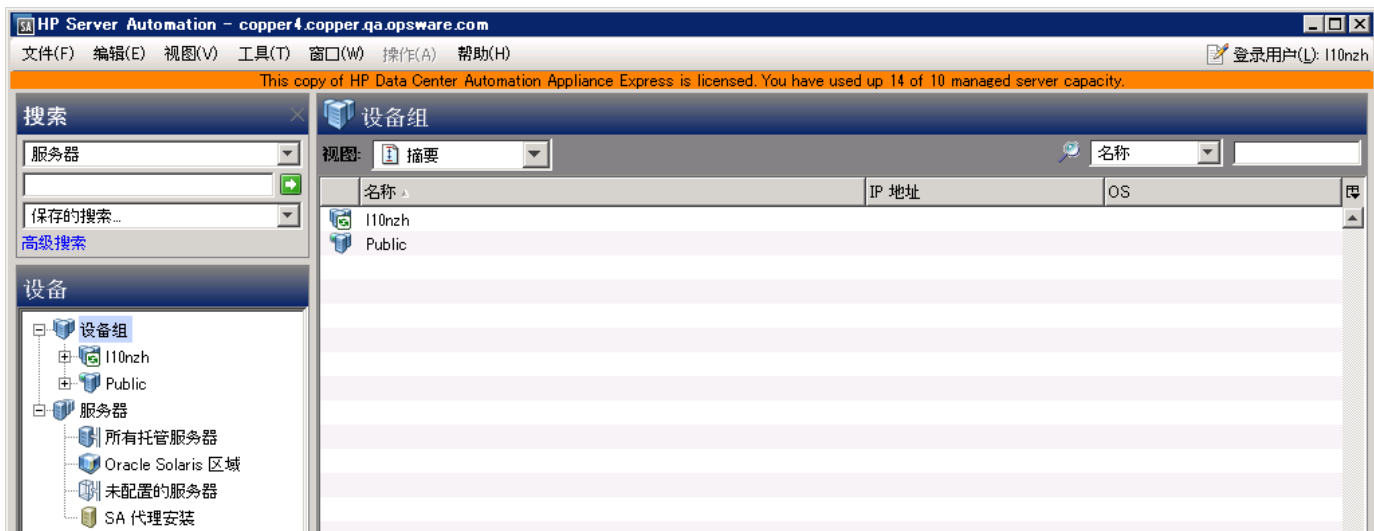 HP Server Automation - copper4.copper.qa.opsware.com
文件(F) 编辑(E) 视图(V) 工具(T) 窗口(W) 操作(A) 帮助(H) 登录用户(L): l10nzh
This copy of HP Data Center Automation Appliance Express is licensed. You have used up 14 of 10 managed server capacity.
搜索
服务器
保存的搜索...
高级搜索
设备
设备组
l10nzh
Public
服务器
所有托管服务器
Oracle Solaris 区域
未配置的服务器
SA 代理安装
设备组
视图: 摘要 名称
名称 IP 地址 OS
l10nzh
Public